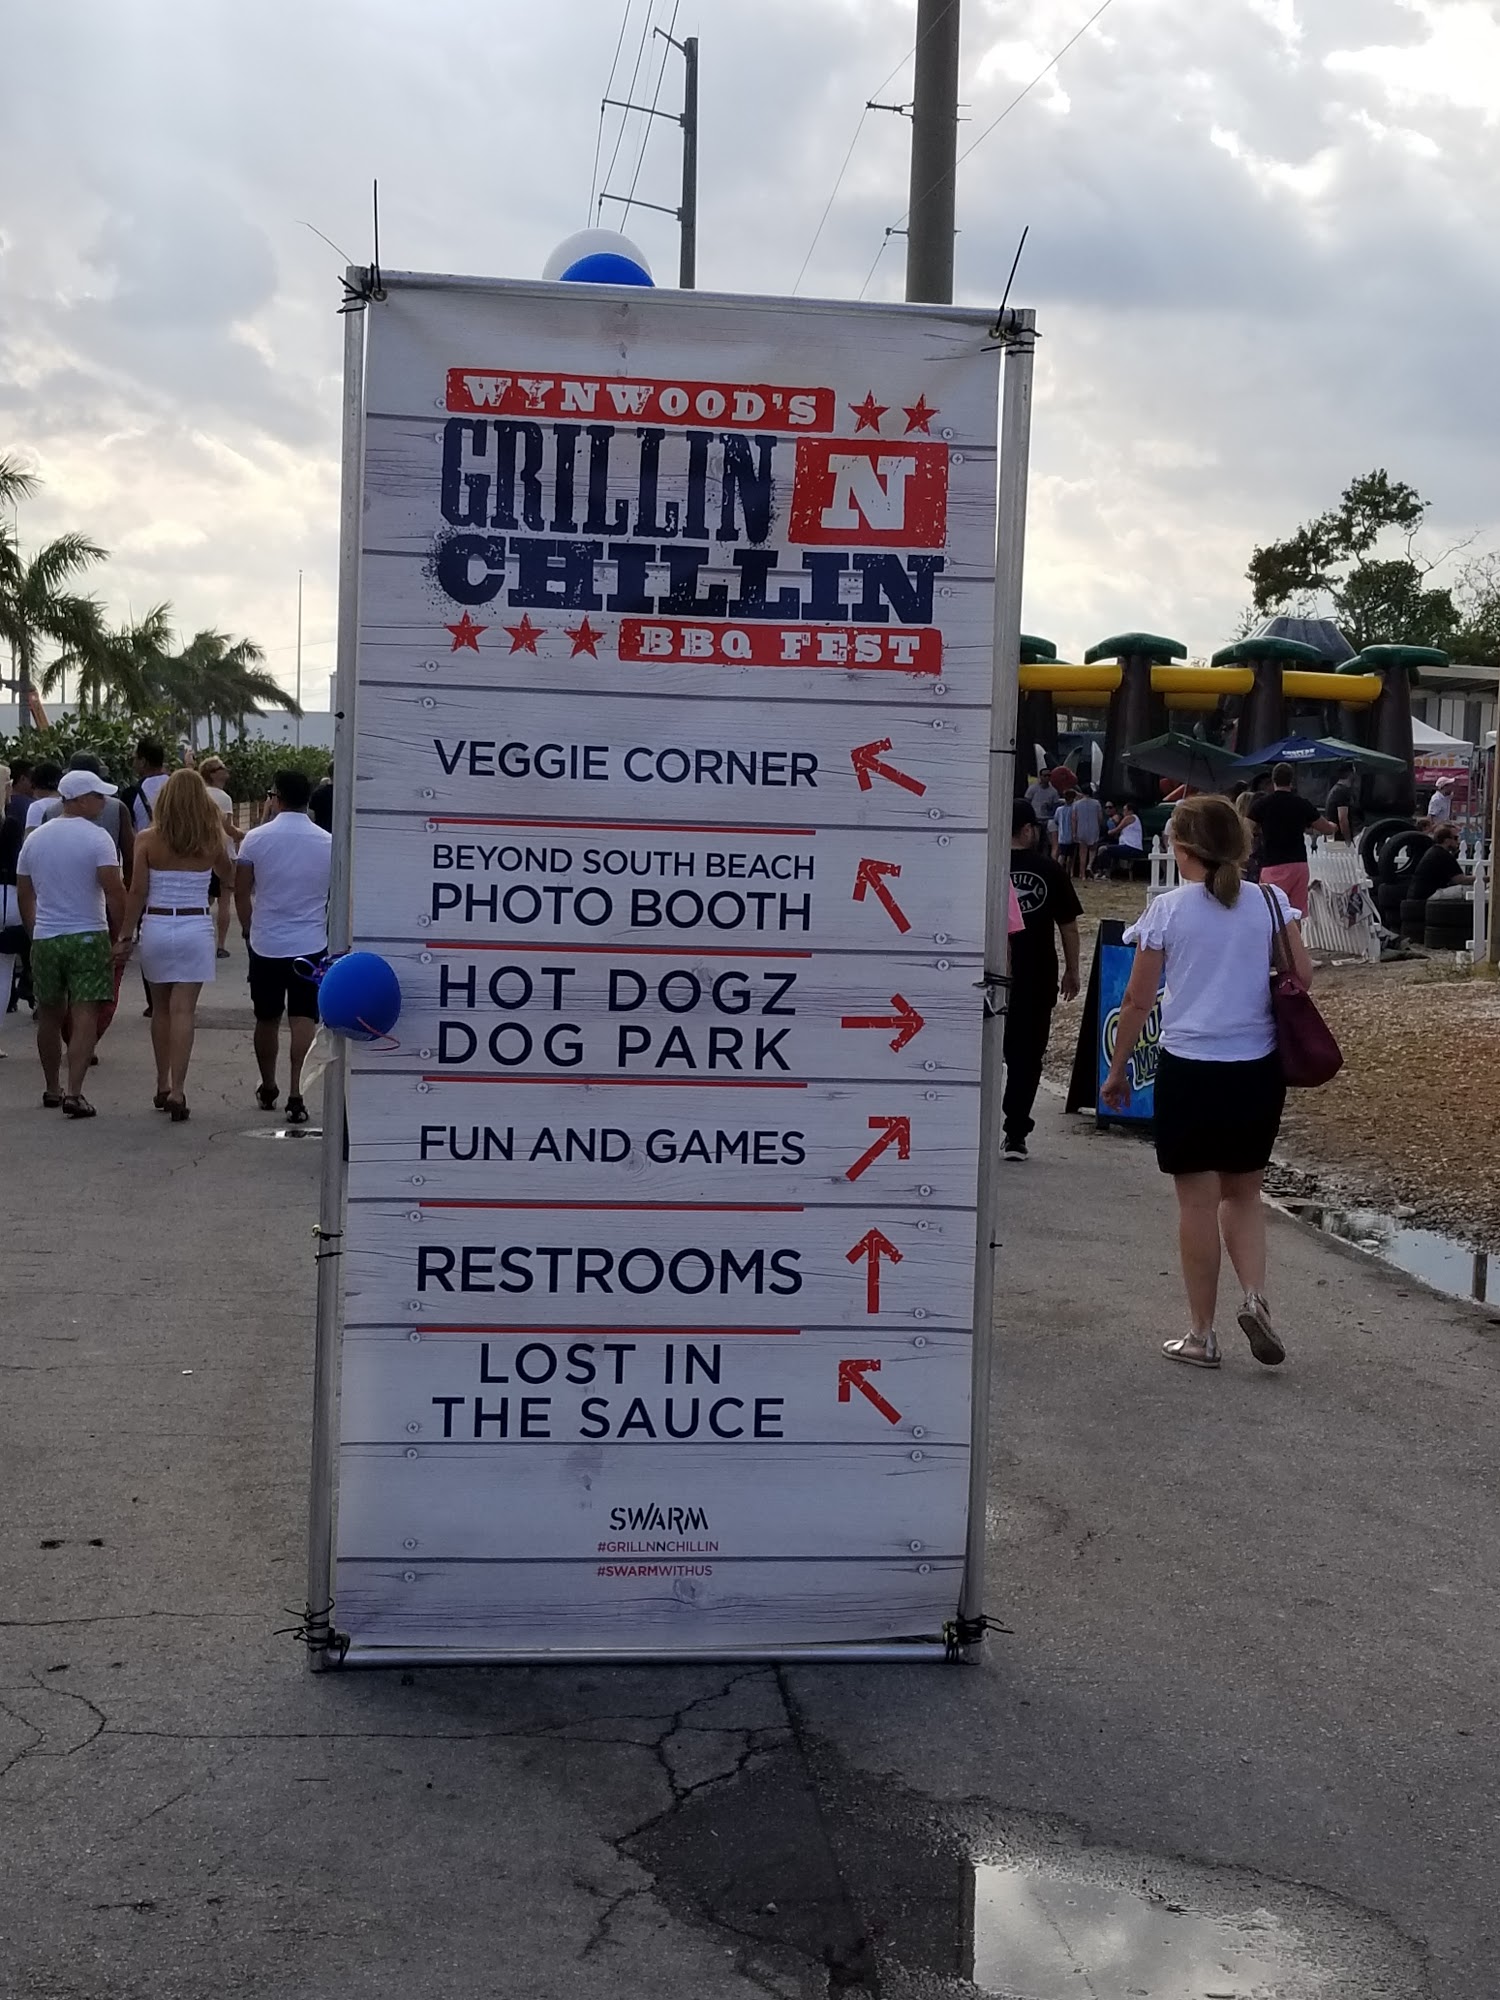 WYNWOOD'S
GRILLIN N
CHILLIN
BBQ FEST
VEGGIE CORNER
BEYOND SOUTH BEACH
PHOTO BOOTH
HOT DOGZ
DOG PARK
FUN AND GAMES
RESTROOMS
LOST IN
THE SAUCE
SWARM
#GRILLNNCHILLIN
#SWARMWITHUS